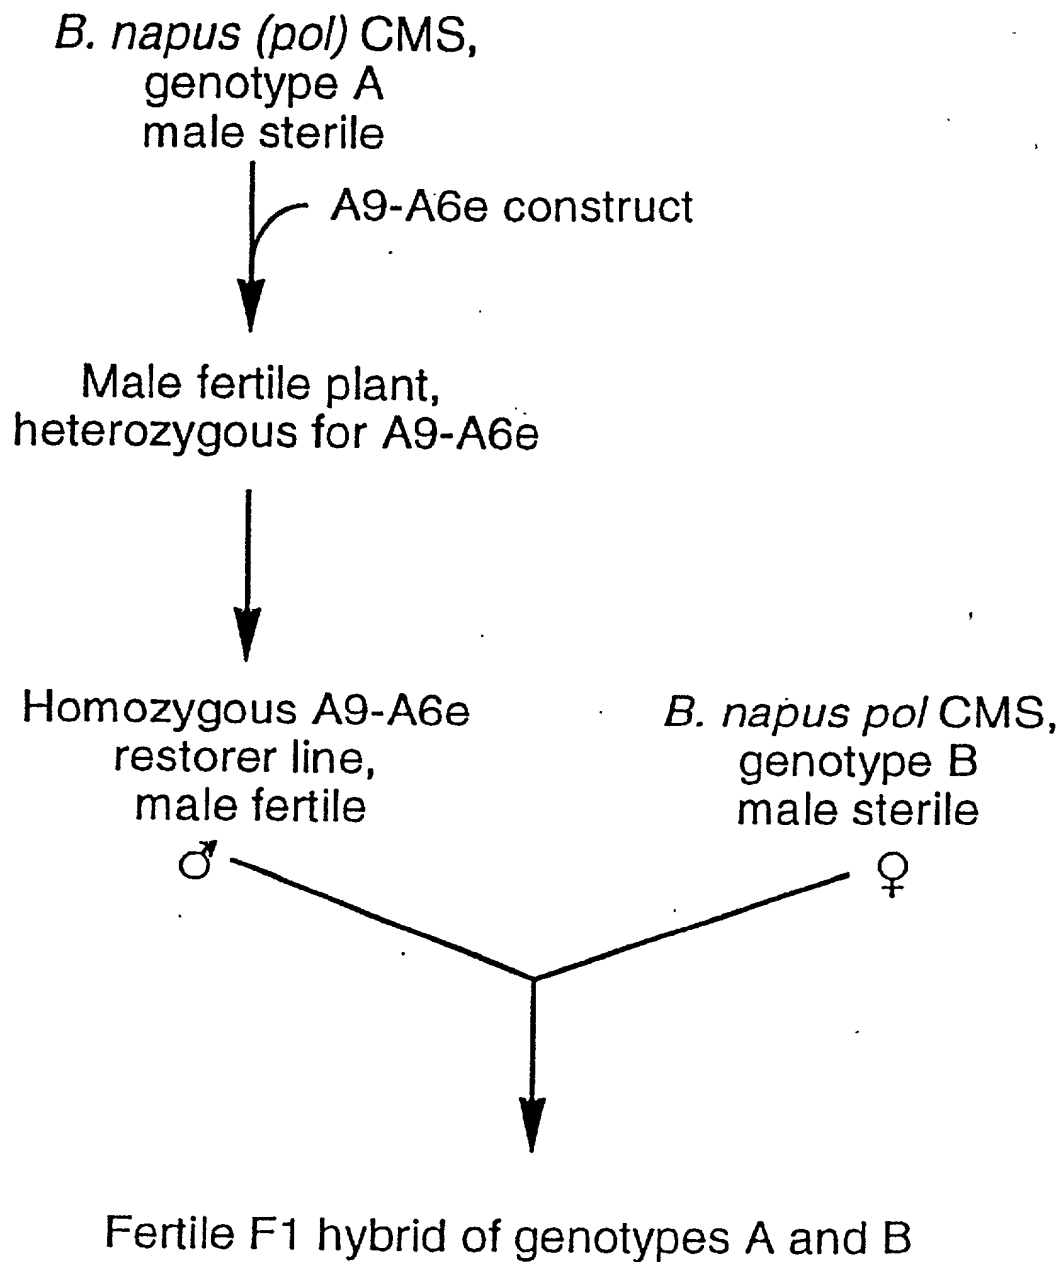 B. napus (pol) CMS,
genotype A
male sterile
A9-A6e construct
Male fertile plant,
heterozygous for A9-A6e
Homozygous A9-A6e
restorer line,
male fertile
♂
B. napus pol CMS,
genotype B
male sterile
♀
Fertile F1 hybrid of genotypes A and B